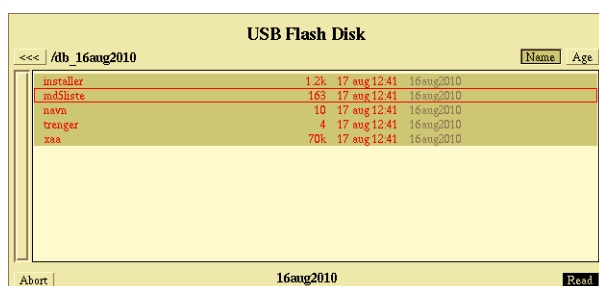 USB Flash Disk
<<< /db_16aug2010 Name Age
installer 1.2k 17 aug 12:41 16aug2010
md5liste 163 17 aug 12:41 16aug2010
navn 10 17 aug 12:41 16aug2010
trenger 4 17 aug 12:41 16aug2010
xaa 70k 17 aug 12:41 16aug2010
Abort 16aug2010 Read